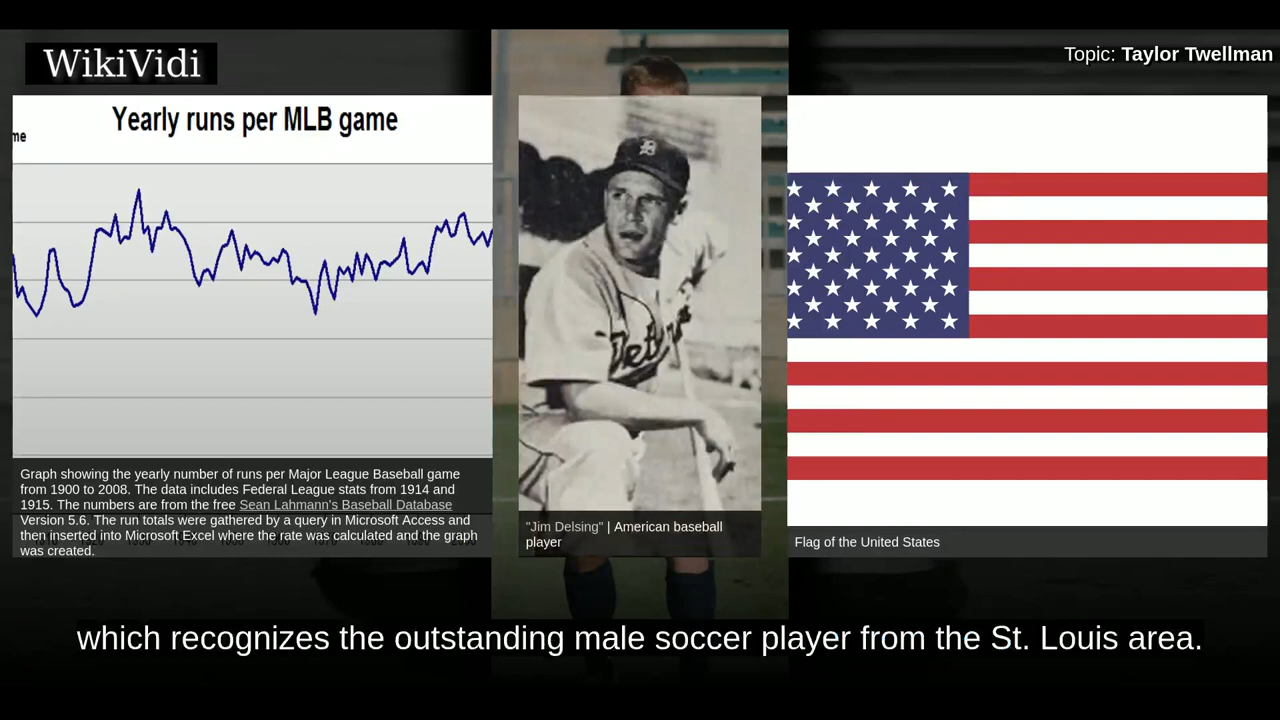 WikiVidi
Topic: Taylor Twellman
me
Yearly runs per MLB game
Graph showing the yearly number of runs per Major League Baseball game
from 1900 to 2008. The data includes Federal League stats from 1914 and
1915. The numbers are from the free Sean Lahmann's Baseball Database
Version 5.6. The run totals were gathered by a query in Microsoft Access and
then inserted into Microsoft Excel where the rate was calculated and the graph
was created.
"Jim Delsing" | American baseball
player
Flag of the United States
which recognizes the outstanding male soccer player from the St. Louis area.